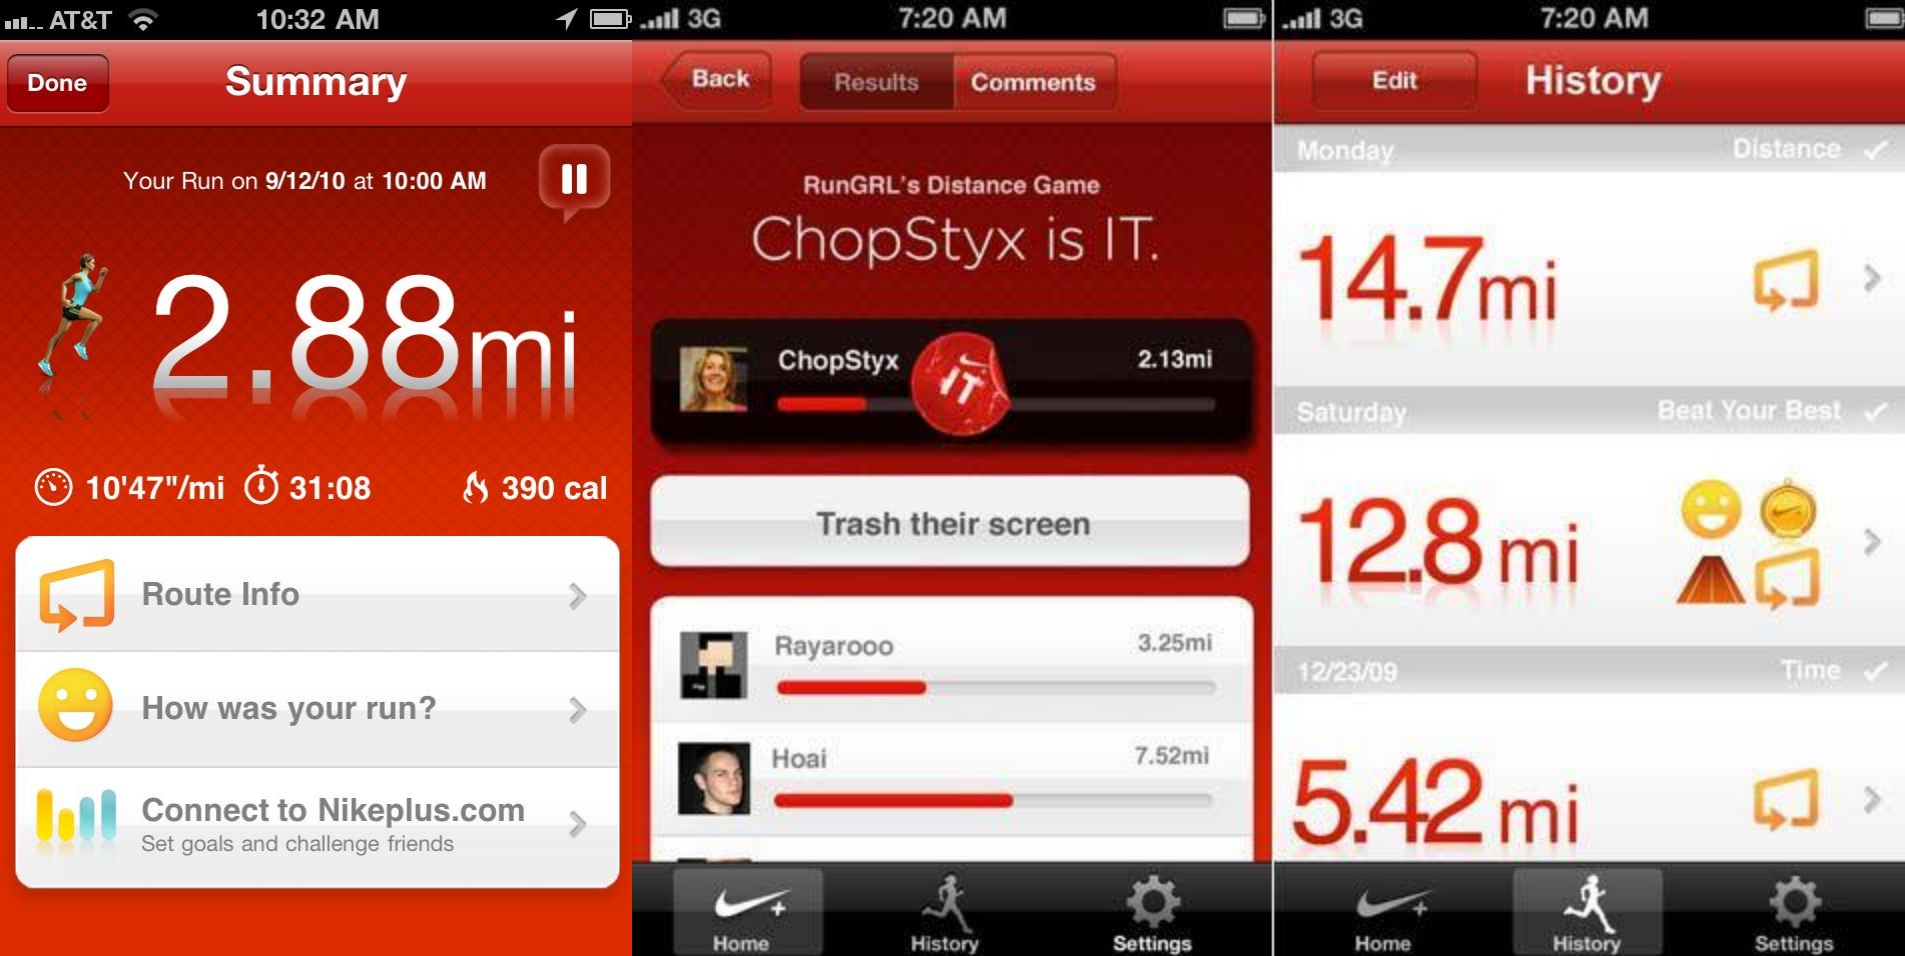 AT&T 10:32 AM
Done Summary
Your Run on 9/12/10 at 10:00 AM
2.88mi
10'47"/mi 31:08 390 cal
Route Info
How was your run?
Connect to Nikeplus.com
Set goals and challenge friends
3G 7:20 AM
Back Results Comments
RunGRL's Distance Game
ChopStyx is IT.
ChopStyx IT 2.13mi
Trash their screen
Rayarooo 3.25mi
Hoai 7.52mi
Home History Settings
3G 7:20 AM
Edit History
Monday Distance
14.7mi
Saturday Beat Your Best
12.8 mi
12/23/09 Time
5.42 mi
Home History Settings